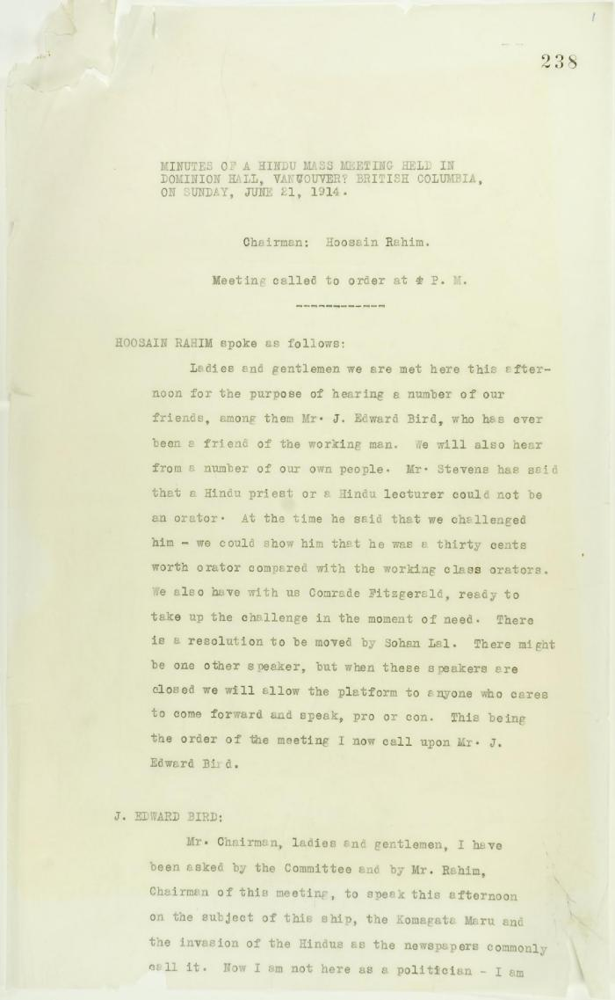 1
238
MINUTES OF A HINDU MASS MEETING HELD IN
DOMINION HALL, VANCOUVER? BRITISH COLUMBIA,
ON SUNDAY, JUNE 21, 1914.
Chairman: Hoosain Rahim.
Meeting called to order at 4 P. M.
------------
HOOSAIN RAHIM spoke as follows:
Ladies and gentlemen we are met here this after-
noon for the purpose of hearing a number of our
friends, among them Mr. J. Edward Bird, who has ever
been a friend of the working man. We will also hear
from a number of our own people. Mr. Stevens has said
that a Hindu priest or a Hindu lecturer could not be
an orator. At the time he said that we challenged
him - we could show him that he was a thirty cents
worth orator compared with the working class orators.
We also have with us Comrade Fitzgerald, ready to
take up the challenge in the moment of need. There
is a resolution to be moved by Sohan Lal. There might
be one other speaker, but when these speakers are
closed we will allow the platform to anyone who cares
to come forward and speak, pro or con. This being
the order of the meeting I now call upon Mr. J.
Edward Bird.
J. EDWARD BIRD:
Mr. Chairman, ladies and gentlemen, I have
been asked by the Committee and by Mr. Rahim,
Chairman of this meeting, to speak this afternoon
on the subject of this ship, the Komagata Maru and
the invasion of the Hindus as the newspapers commonly
call it. Now I am not here as a politician - I am